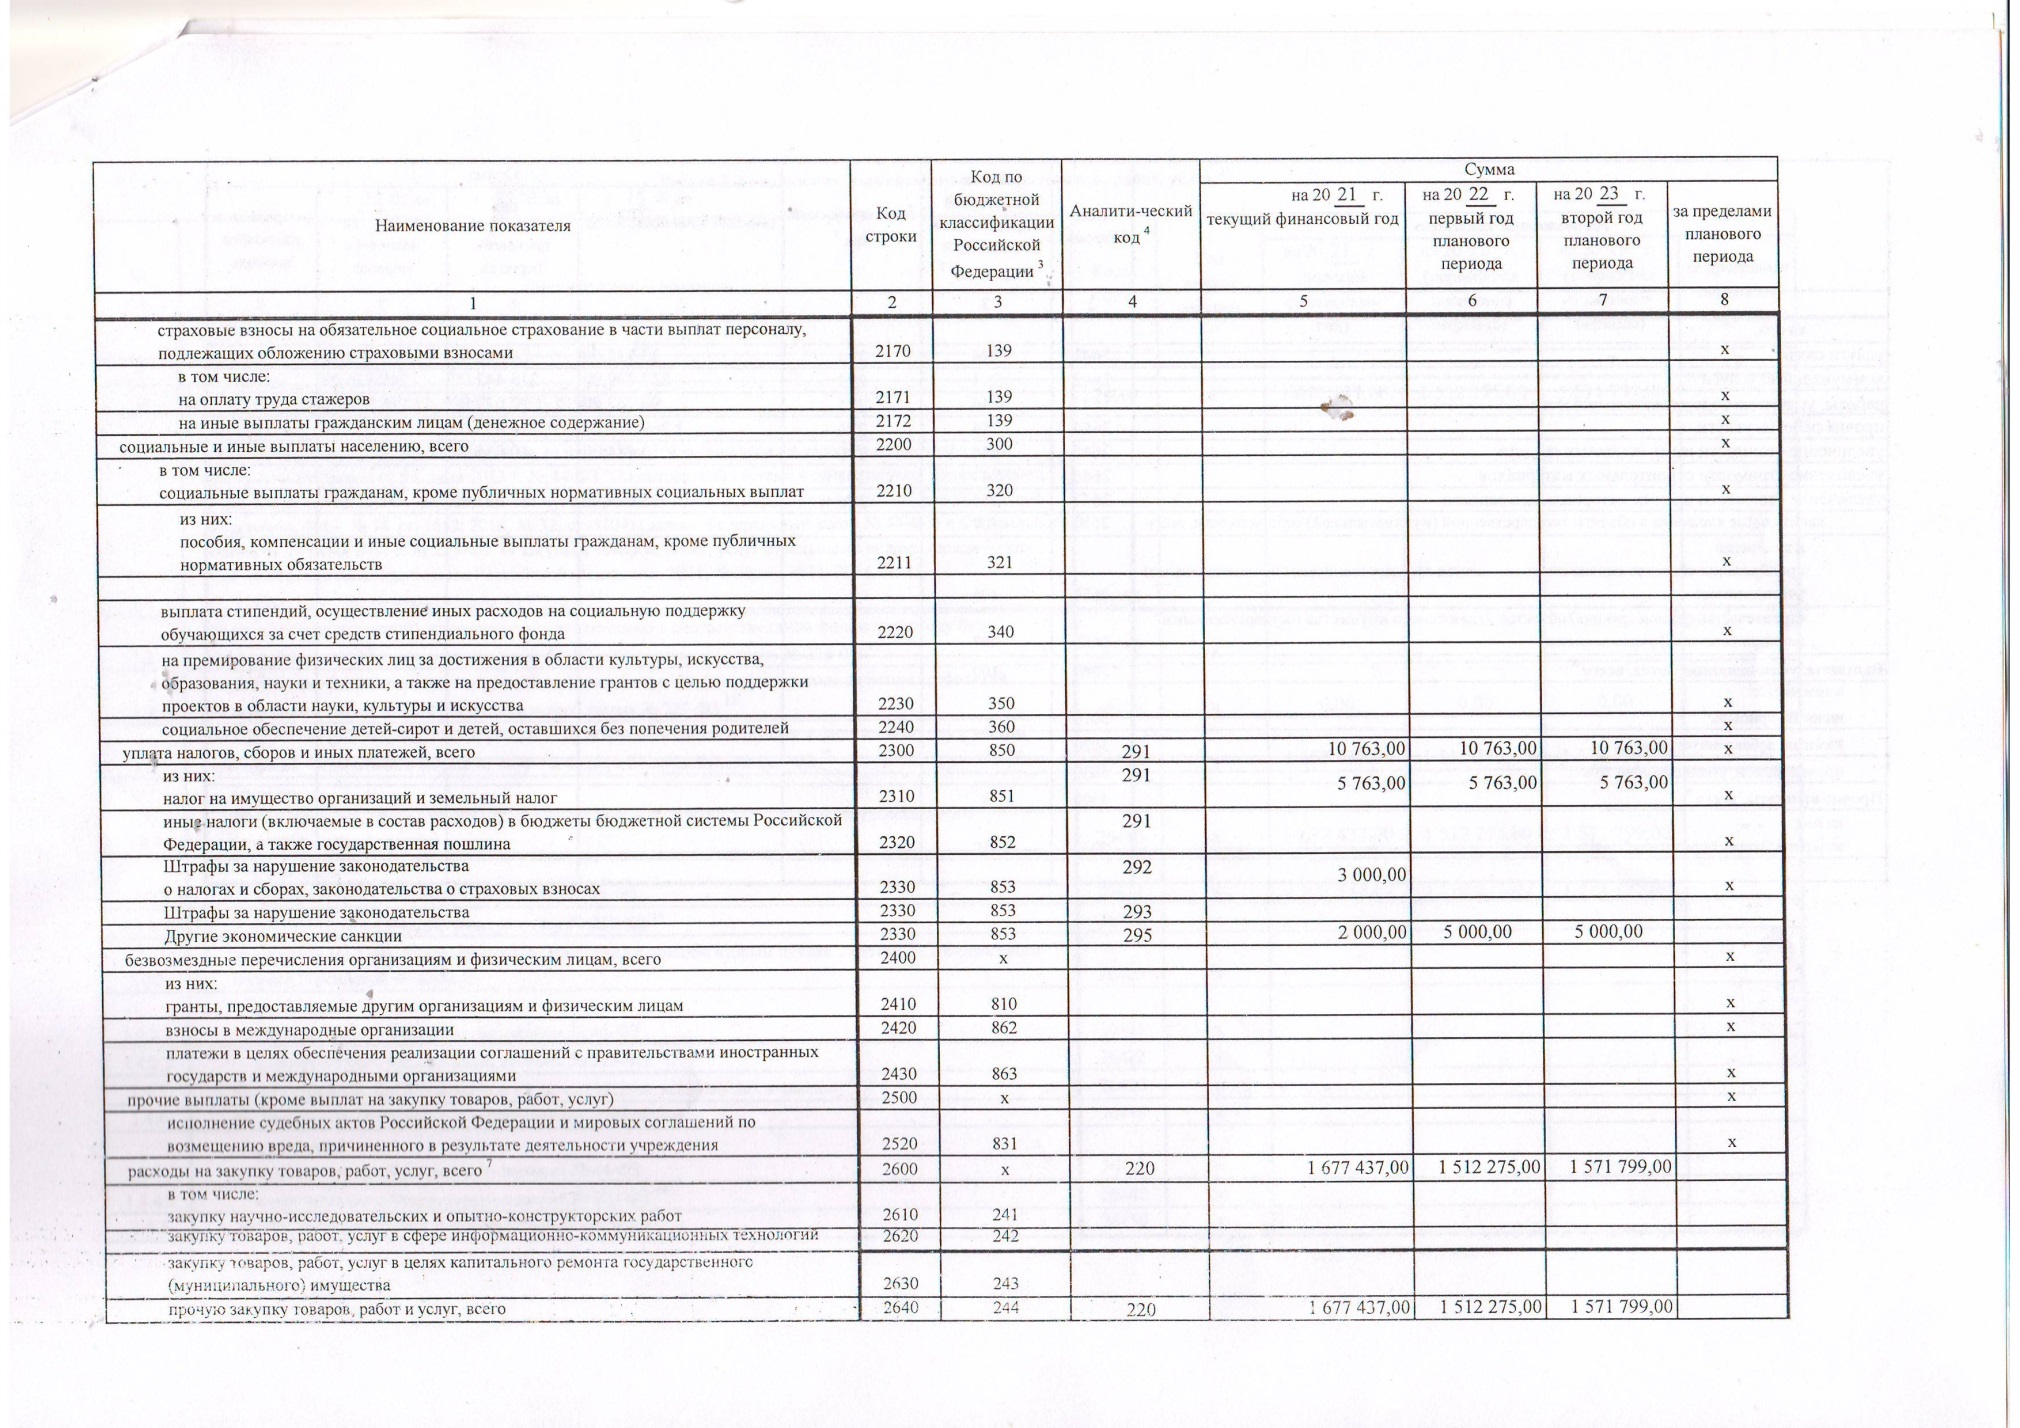 Наименование показателя
Код строки
Код по бюджетной классификации Российской Федерации 3
Аналити-ческий код 4
Сумма
на 20 21 г. текущий финансовый год
на 20 22 г. первый год планового периода
на 20 23 г. второй год планового периода
за пределами планового периода
1 2 3 4 5 6 7 8
страховые взносы на обязательное социальное страхование в части выплат персоналу,
подлежащих обложению страховыми взносами 2170 139 x
в том числе:
на оплату труда стажеров 2171 139 x
на иные выплаты гражданским лицам (денежное содержание) 2172 139 x
социальные и иные выплаты населению, всего 2200 300 x
в том числе:
социальные выплаты гражданам, кроме публичных нормативных социальных выплат 2210 320 x
из них:
пособия, компенсации и иные социальные выплаты гражданам, кроме публичных
нормативных обязательств 2211 321 x
выплата стипендий, осуществление иных расходов на социальную поддержку
обучающихся за счет средств стипендиального фонда 2220 340 x
на премирование физических лиц за достижения в области культуры, искусства,
образования, науки и техники, а также на предоставление грантов с целью поддержки
проектов в области науки, культуры и искусства 2230 350 x
социальное обеспечение детей-сирот и детей, оставшихся без попечения родителей 2240 360 x
уплата налогов, сборов и иных платежей, всего 2300 850 291 10 763,00 10 763,00 10 763,00 x
из них:
налог на имущество организаций и земельный налог 2310 851 291 5 763,00 5 763,00 5 763,00 x
иные налоги (включаемые в состав расходов) в бюджеты бюджетной системы Российской
Федерации, а также государственная пошлина 2320 852 291 x
Штрафы за нарушение законодательства
о налогах и сборах, законодательства о страховых взносах 2330 853 292 3 000,00 x
Штрафы за нарушение законодательства 2330 853 293
Другие экономические санкции 2330 853 295 2 000,00 5 000,00 5 000,00
безвозмездные перечисления организациям и физическим лицам, всего 2400 x x
из них:
гранты, предоставляемые другим организациям и физическим лицам 2410 810 x
взносы в международные организации 2420 862 x
платежи в целях обеспечения реализации соглашений с правительствами иностранных
государств и международными организациями 2430 863 x
прочие выплаты (кроме выплат на закупку товаров, работ, услуг) 2500 x x
исполнение судебных актов Российской Федерации и мировых соглашений по
возмещению вреда, причиненного в результате деятельности учреждения 2520 831 x
расходы на закупку товаров, работ, услуг, всего 7 2600 x 220 1 677 437,00 1 512 275,00 1 571 799,00
в том числе:
закупку научно-исследовательских и опытно-конструкторских работ 2610 241
закупку товаров, работ, услуг в сфере информационно-коммуникационных технологий 2620 242
закупку товаров, работ, услуг в целях капитального ремонта государственного
(муниципального) имущества 2630 243
прочую закупку товаров, работ и услуг, всего 2640 244 220 1 677 437,00 1 512 275,00 1 571 799,00